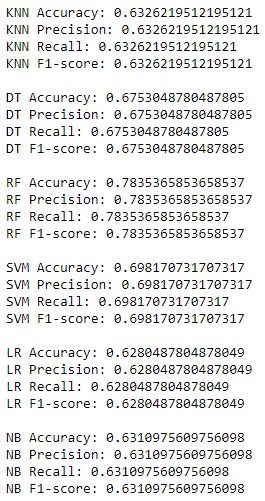 KNN Accuracy: 0.6326219512195121
KNN Precision: 0.6326219512195121
KNN Recall: 0.6326219512195121
KNN F1-score: 0.6326219512195121
DT Accuracy: 0.6753048780487805
DT Precision: 0.6753048780487805
DT Recall: 0.6753048780487805
DT F1-score: 0.6753048780487805
RF Accuracy: 0.7835365853658537
RF Precision: 0.7835365853658537
RF Recall: 0.7835365853658537
RF F1-score: 0.7835365853658537
SVM Accuracy: 0.698170731707317
SVM Precision: 0.698170731707317
SVM Recall: 0.698170731707317
SVM F1-score: 0.698170731707317
LR Accuracy: 0.6280487804878049
LR Precision: 0.6280487804878049
LR Recall: 0.6280487804878049
LR F1-score: 0.6280487804878049
NB Accuracy: 0.6310975609756098
NB Precision: 0.6310975609756098
NB Recall: 0.6310975609756098
NB F1-score: 0.6310975609756098